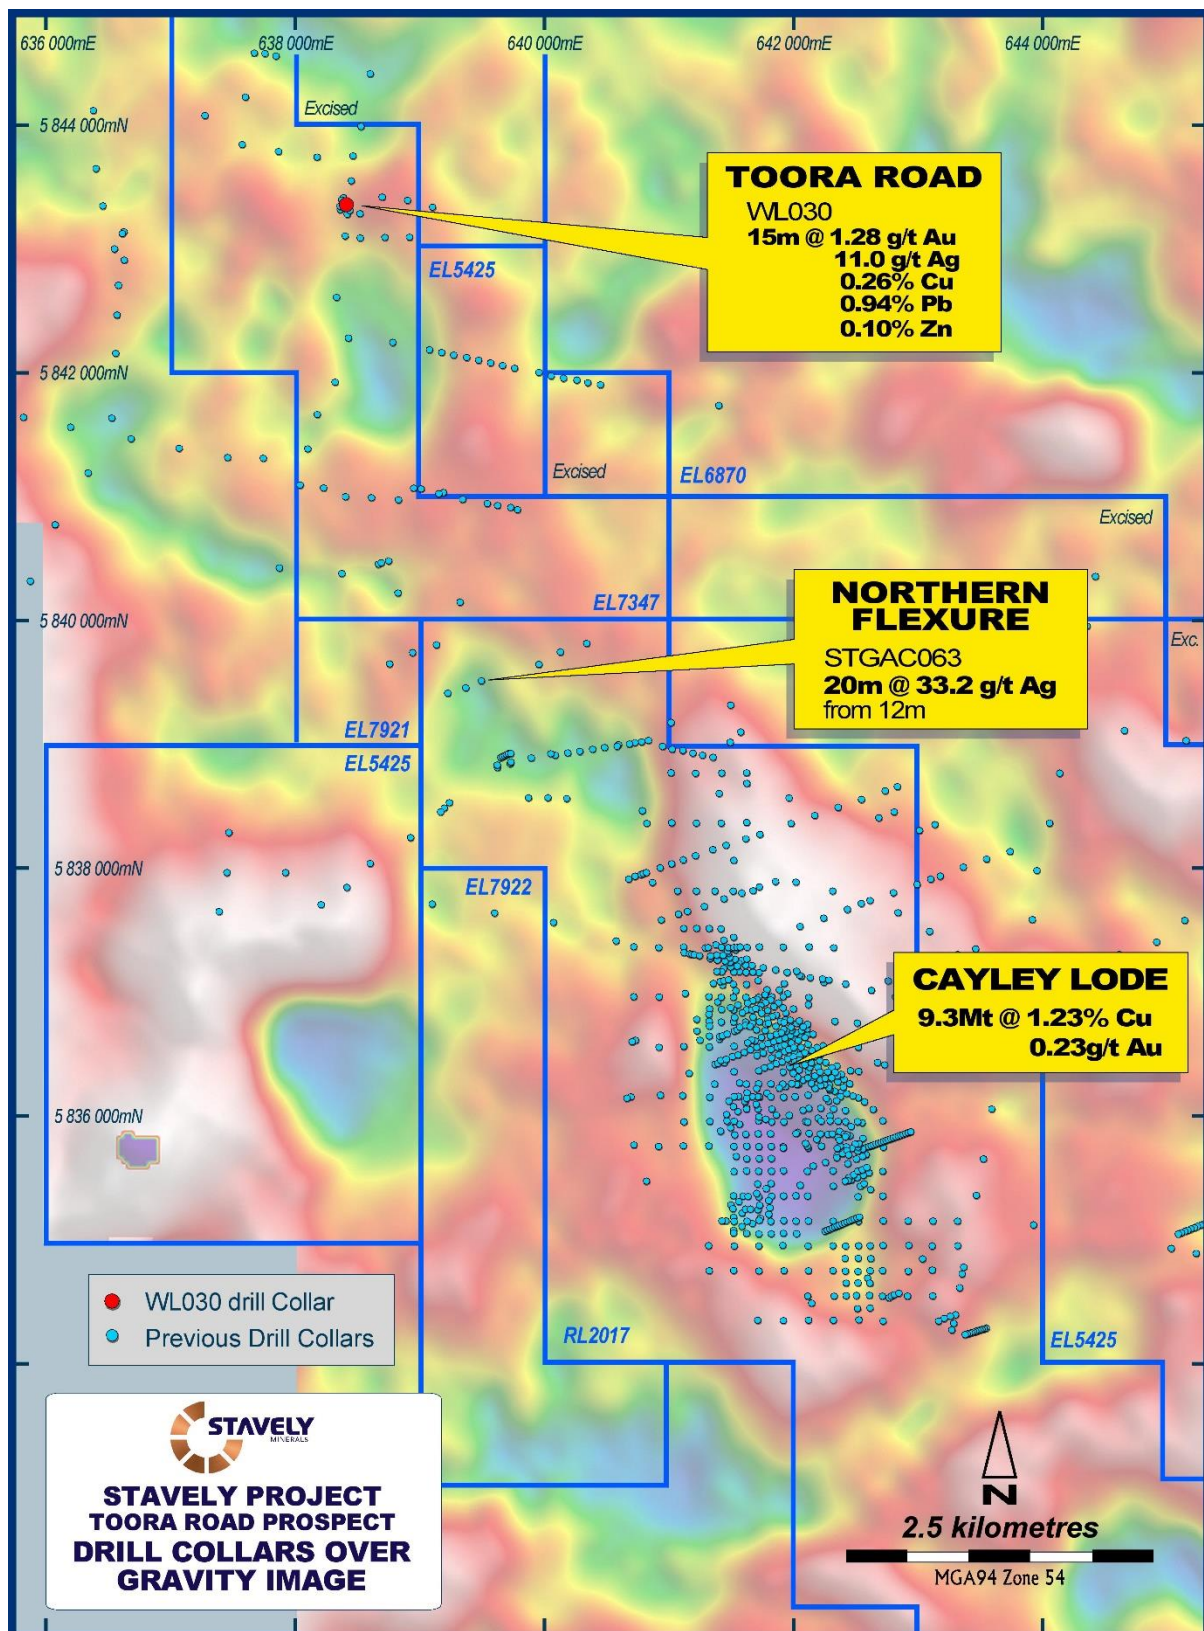 636 000mE
638 000mE
640 000mE
642 000mE
644 000mE
Excised
5 844 000mN
TOORA ROAD
WL030
15m @ 1.28 g/t Au
11.0 g/t Ag
0.26% Cu
0.94% Pb
0.10% Zn
EL5425
5 842 000mN
Excised
EL6870
Excised
NORTHERN
FLEXURE
STGAC063
20m @ 33.2 g/t Ag
from 12m
EL7347
5 840 000mN
Exc.
EL7921
EL5425
5 838 000mN
EL7922
CAYLEY LODE
9.3Mt @ 1.23% Cu
0.23g/t Au
5 836 000mN
WL030 drill Collar
Previous Drill Collars
RL2017
EL5425
STAVELY
MINERALS
STAVELY PROJECT
TOORA ROAD PROSPECT
DRILL COLLARS OVER
GRAVITY IMAGE
N
2.5 kilometres
MGA94 Zone 54